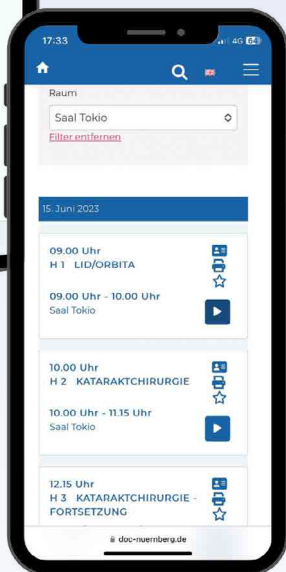 17:33
4G 64
Raum
Saal Tokio
Filter entfernen
15. Juni 2023
09.00 Uhr
H 1 LID/ORBITA
09.00 Uhr - 10.00 Uhr
Saal Tokio
10.00 Uhr
H 2 KATARAKTCHIRURGIE
10.00 Uhr - 11.15 Uhr
Saal Tokio
12.15 Uhr
H 3 KATARAKTCHIRURGIE -
FORTSETZUNG
doc-nuernberg.de